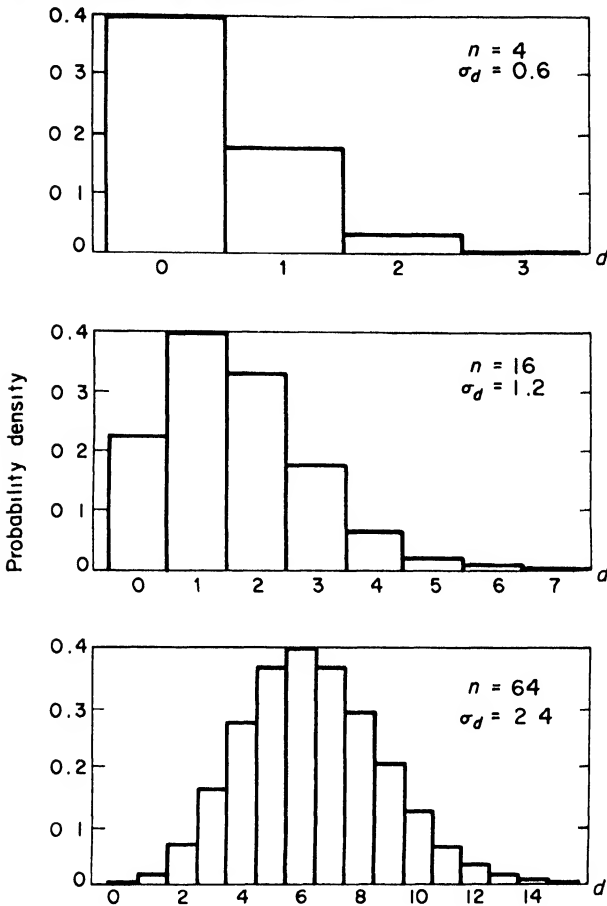 0.4
n = 4
σd = 0.6
0 3
0 2
0 1
0
0 1 2 3 d
Probability density
0.4
n = 16
σd = 1.2
0 3
0 2
0 1
0
0 1 2 3 4 5 6 7 d
0.4
n = 64
σd = 2 4
0.3
0.2
0 1
0
0 2 4 6 8 10 12 14 d